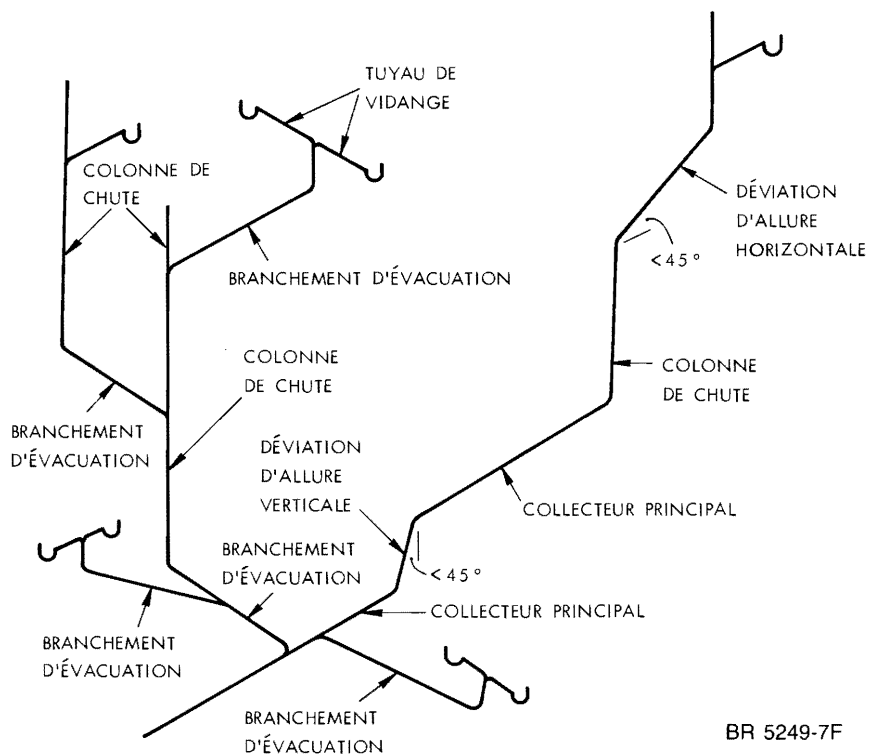 TUYAU DE
VIDANGE
COLONNE DE
CHUTE
DÉVIATION
D'ALLURE
HORIZONTALE
<45°
BRANCHEMENT D'ÉVACUATION
COLONNE
DE CHUTE
COLONNE
DE CHUTE
BRANCHEMENT
D'ÉVACUATION
DÉVIATION
D'ALLURE
VERTICALE
COLLECTEUR PRINCIPAL
BRANCHEMENT
D'ÉVACUATION
<45°
COLLECTEUR PRINCIPAL
BRANCHEMENT
D'ÉVACUATION
BRANCHEMENT
D'ÉVACUATION
BR 5249-7F